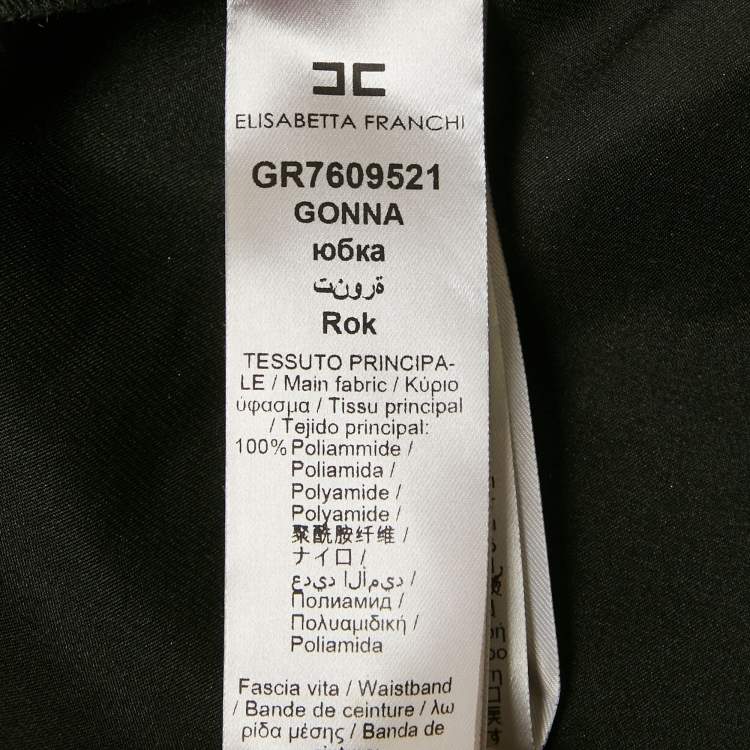 ELISABETTA FRANCHI
GR7609521
GONNA
юбка
تنورة
Rok
TESSUTO PRINCIPA-
LE / Main fabric / Κύριο
ύφασμα / Tissu principal
/ Tejido principal:
100% Poliammide /
Poliamida /
Polyamide /
Polyamide /
聚酰胺纤维 /
ナイロ /
عديد الأميد /
Полиамид /
Πολυαμιδική /
Poliamida
Fascia vita / Waistband
/ Bande de ceinture / λω
ρίδα μέσης / Banda de